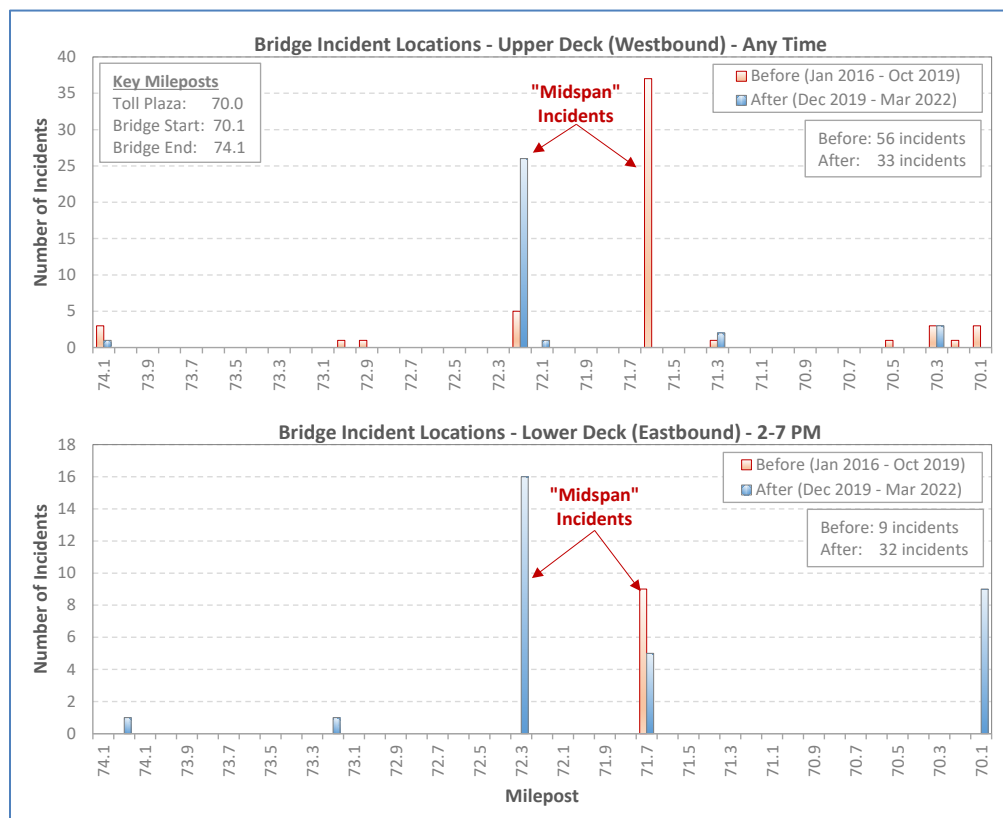 Bridge Incident Locations - Upper Deck (Westbound) - Any Time
Number of Incidents
40
35
30
25
20
15
10
5
0
Key Mileposts
Toll Plaza: 70.0
Bridge Start: 70.1
Bridge End: 74.1
"Midspan"
Incidents
Before (Jan 2016 - Oct 2019)
After (Dec 2019 - Mar 2022)
Before: 56 incidents
After: 33 incidents
74.1 73.9 73.7 73.5 73.3 73.1 72.9 72.7 72.5 72.3 72.1 71.9 71.7 71.5 71.3 71.1 70.9 70.7 70.5 70.3 70.1
Bridge Incident Locations - Lower Deck (Eastbound) - 2-7 PM
Number of Incidents
18
16
14
12
10
8
6
4
2
0
"Midspan"
Incidents
Before (Jan 2016 - Oct 2019)
After (Dec 2019 - Mar 2022)
Before: 9 incidents
After: 32 incidents
74.1 74.1 73.9 73.7 73.5 73.3 73.1 72.9 72.7 72.5 72.3 72.1 71.9 71.7 71.5 71.3 71.1 70.9 70.7 70.5 70.3 70.1
Milepost